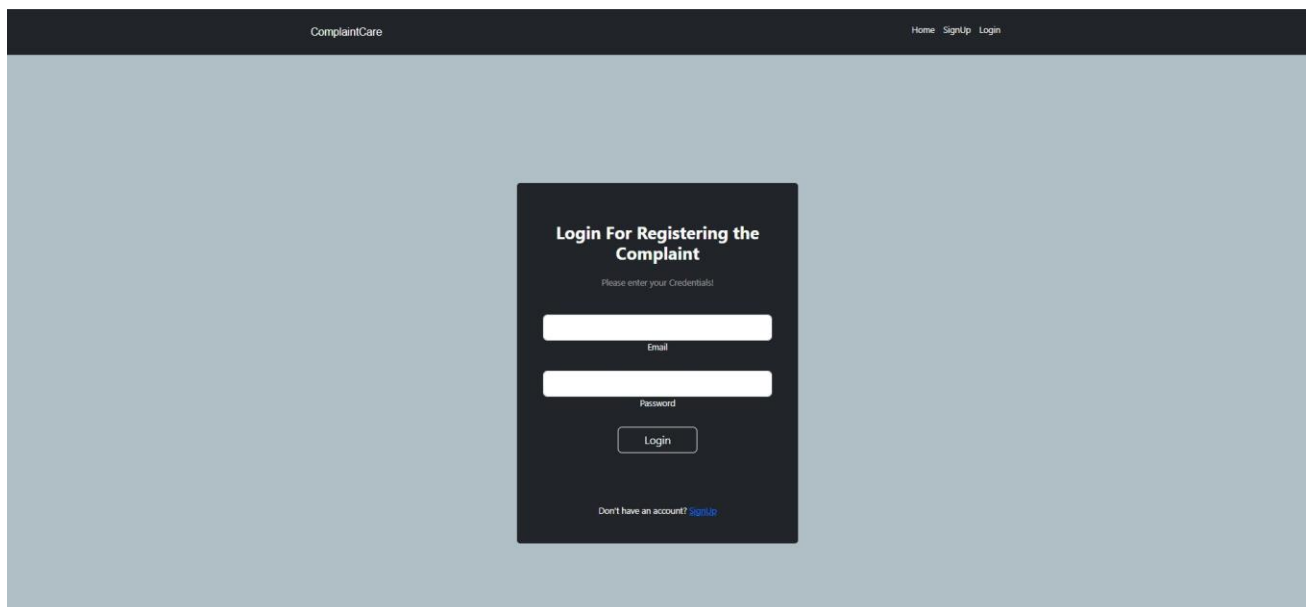 ComplaintCare
Home SignUp Login
Login For Registering the
Complaint
Please enter your Credentials!
Email
Password
Login
Don't have an account? SignUp